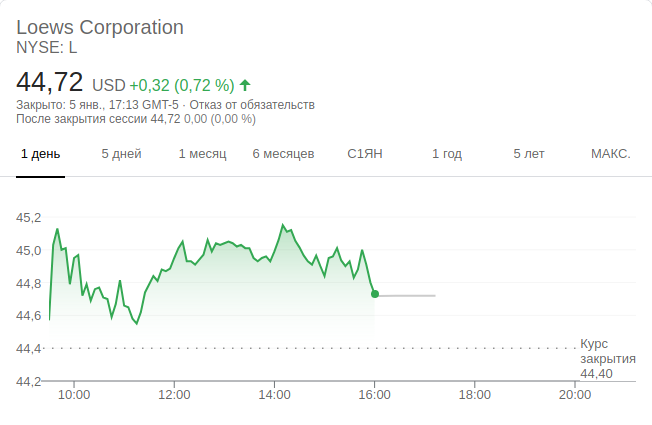 Loews Corporation
NYSE: L
44,72 USD +0,32 (0,72 %)
Закрыто: 5 янв., 17:13 GMT-5 · Отказ от обязательств
После закрытия сессии 44,72 0,00 (0,00 %)
1 день 5 дней 1 месяц 6 месяцев С1ЯН 1 год 5 лет МАКС.
45,2
45,0
44,8
44,6
44,4
Курс
закрытия
44,40
44,2
10:00 12:00 14:00 16:00 18:00 20:00